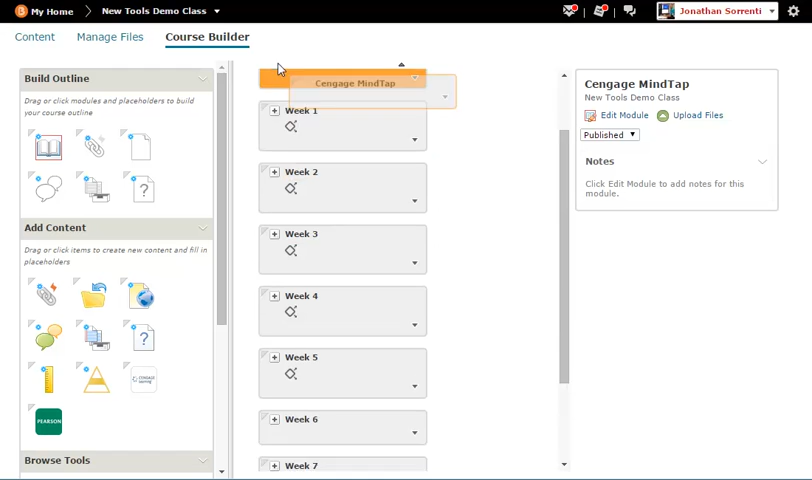 My Home
New Tools Demo Class
Jonathan Sorrenti
Content
Manage Files
Course Builder
Build Outline
Drag or click modules and placeholders to build
your course outline
Add Content
Drag or click items to create new content and fill in
placeholders
PEARSON
Browse Tools
Cengage MindTap
Week 1
Week 2
Week 3
Week 4
Week 5
Week 6
Week 7
Cengage MindTap
New Tools Demo Class
Edit Module
Upload Files
Published
Notes
Click Edit Module to add notes for this
module.